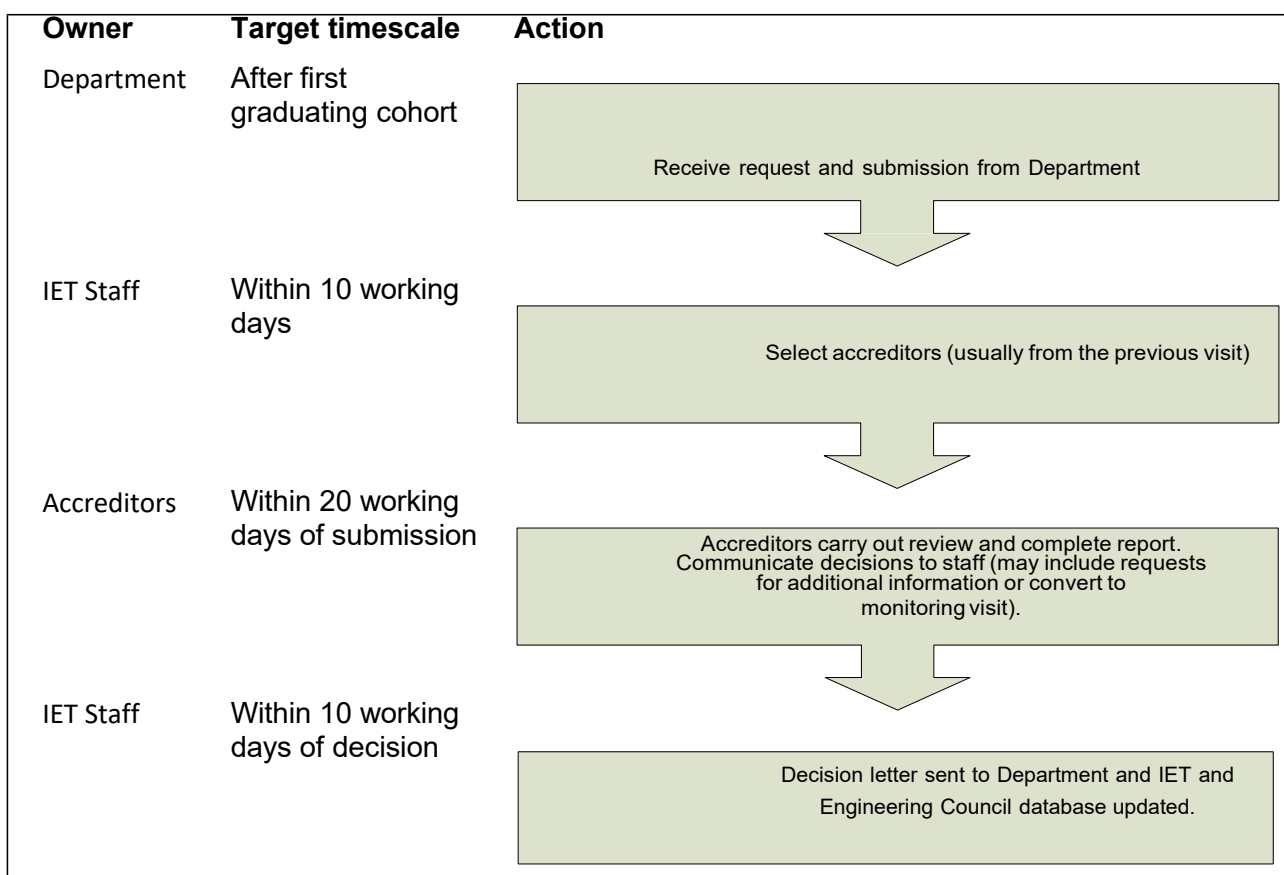 Owner Target timescale Action
Department After first
graduating cohort
Receive request and submission from Department
IET Staff Within 10 working
days
Select accreditors (usually from the previous visit)
Accreditors Within 20 working
days of submission
Accreditors carry out review and complete report.
Communicate decisions to staff (may include requests
for additional information or convert to
monitoring visit).
IET Staff Within 10 working
days of decision
Decision letter sent to Department and IET and
Engineering Council database updated.